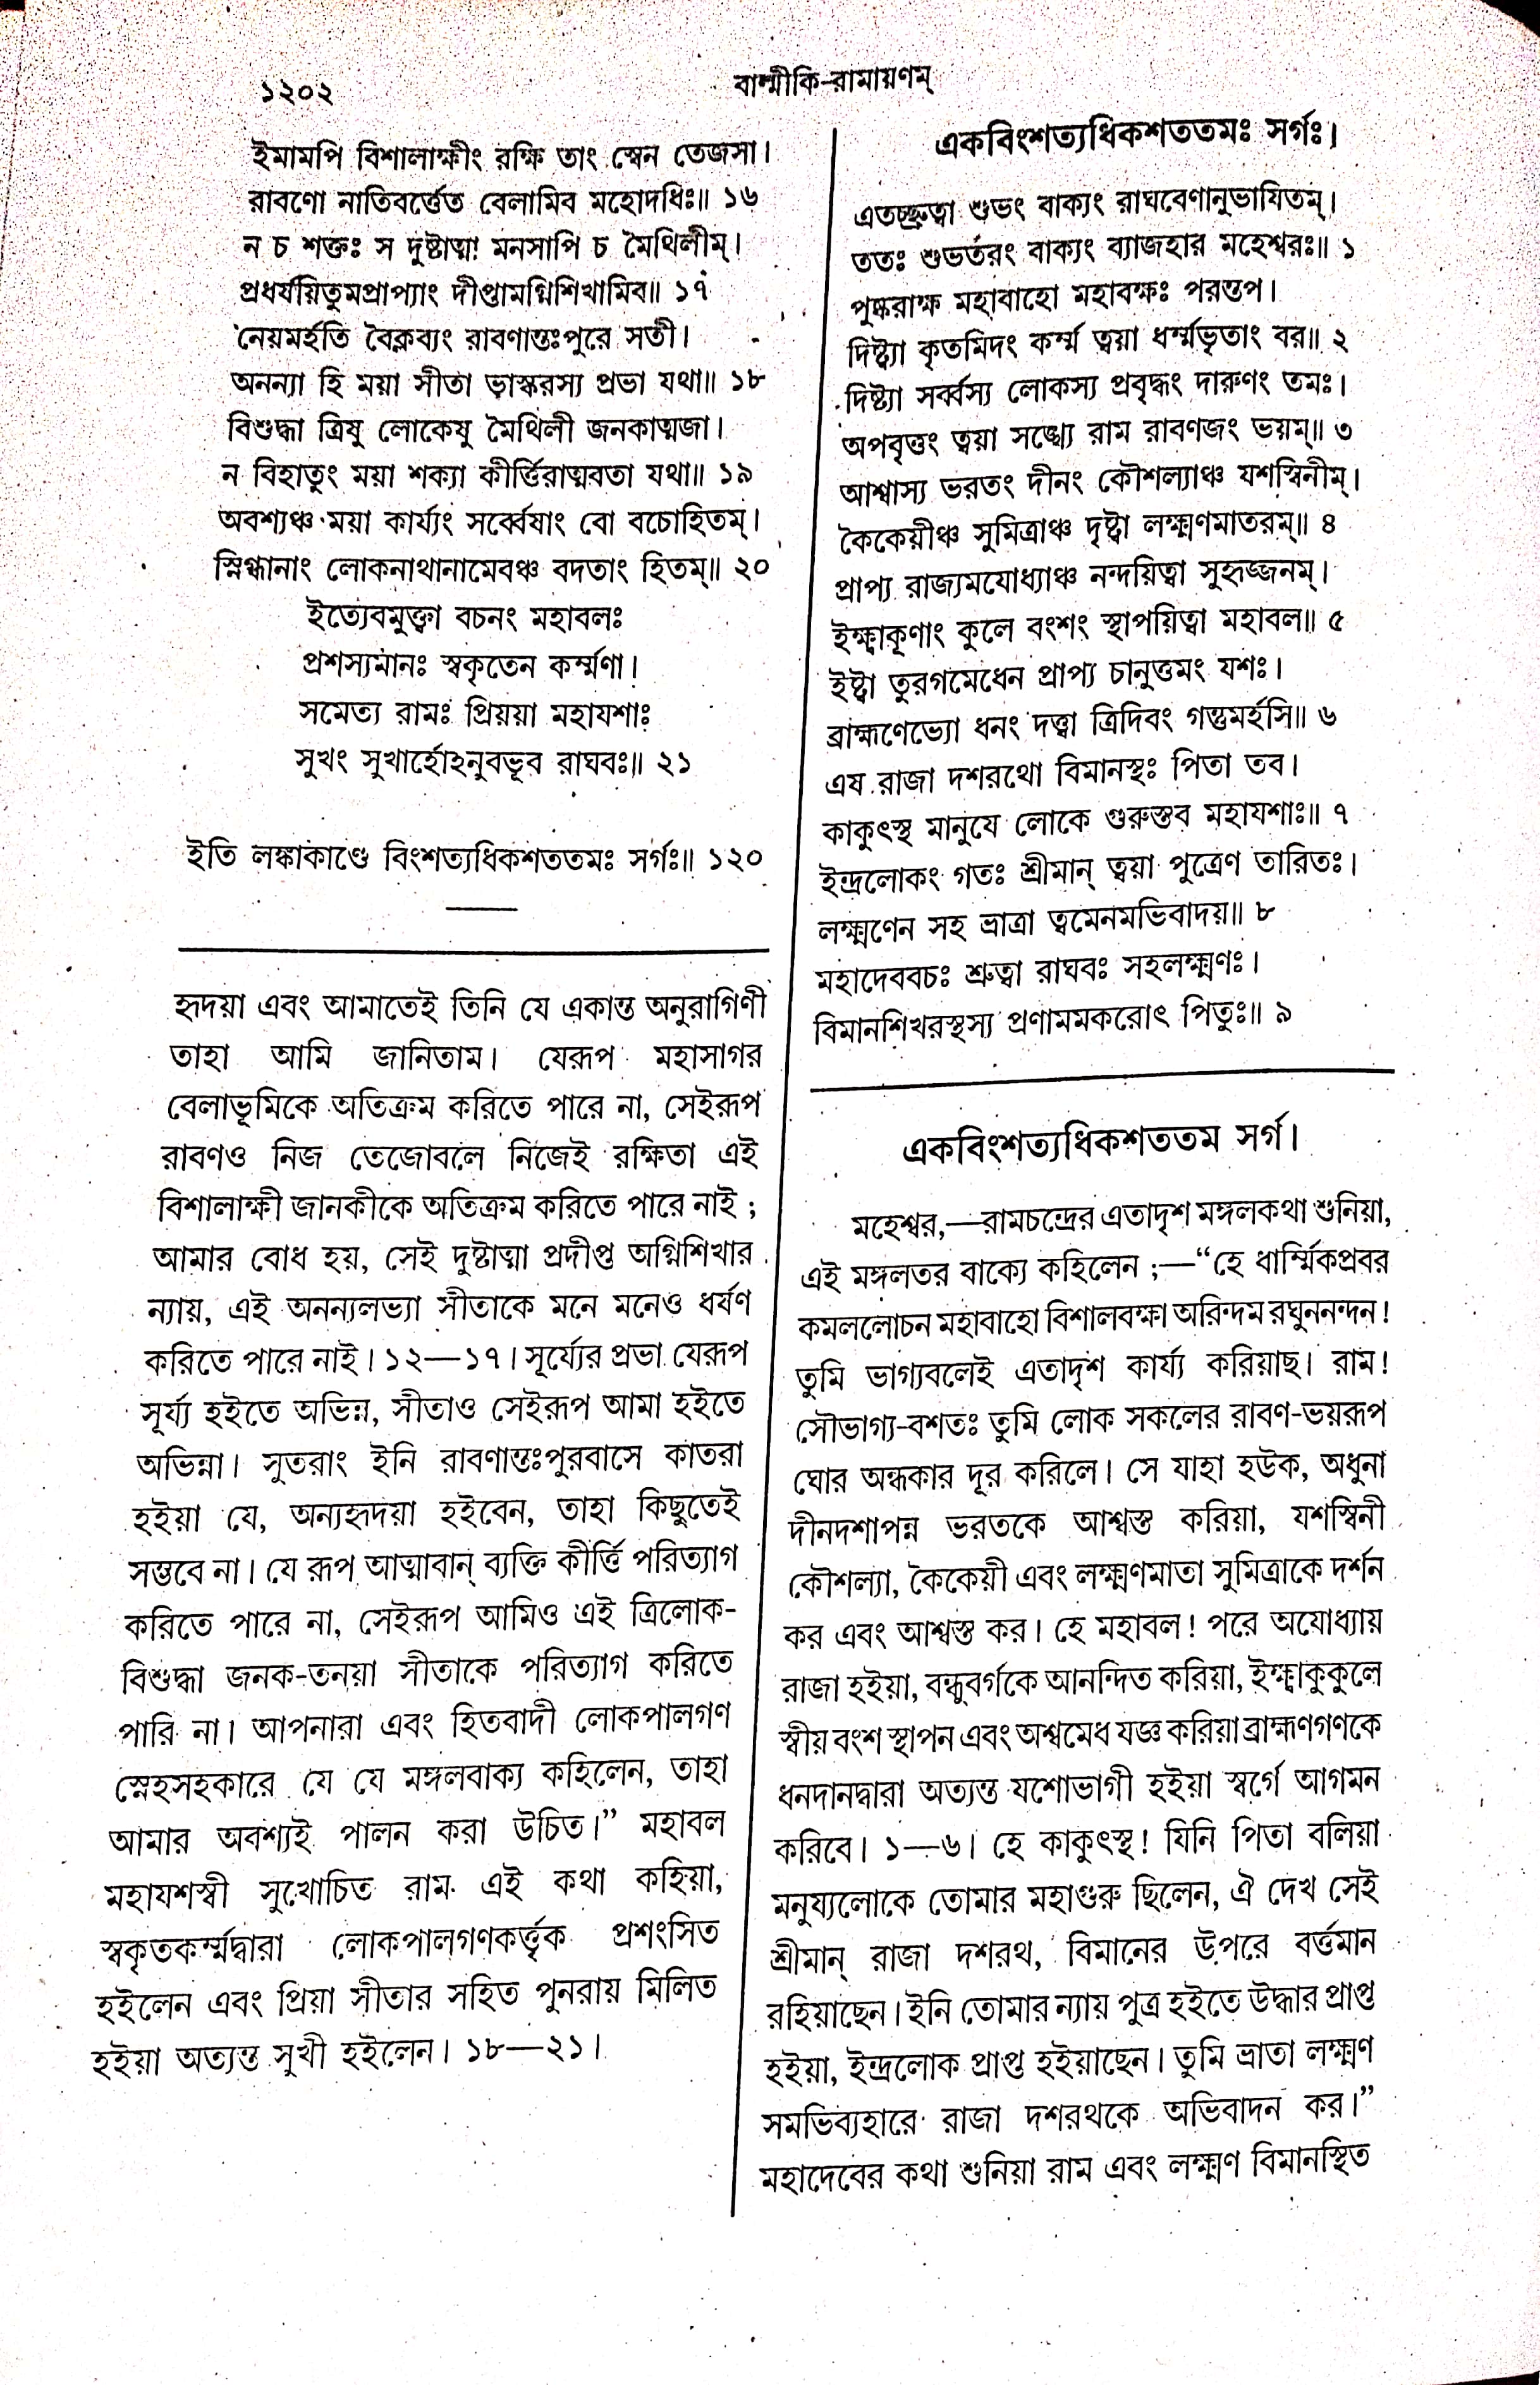 ১২০২
বাল্মীকি-রামায়ণম্
ইমামপি বিশালাক্ষীং রক্ষি তাং স্বেন তেজসা।
রাবণো নাতিবর্ত্তেত বেলামিব মহোদধিঃ॥ ১৬
ন চ শক্তঃ স দুষ্টাত্মা মনসাপি চ মৈথিলীম্।
প্রধর্ষয়িতুমপ্রাপ্যাং দীপ্তামগ্নিশিখামিব॥ ১৭
নেয়মর্হতি বৈক্লব্যং রাবণান্তঃপুরে সতী।
অনন্যা হি ময়া সীতা ভাস্করস্য প্রভা যথা॥ ১৮
বিশুদ্ধা ত্রিষু লোকেষু মৈথিলী জনকাত্মজা।
ন বিহাতুং ময়া শক্যা কীর্ত্তিরাত্মবতা যথা॥ ১৯
অবশ্যঞ্চ ময়া কার্য্যং সর্ব্বেষাং বো বচোহিতম্।
স্নিগ্ধানাং লোকনাথানামেবঞ্চ বদতাং হিতম্॥ ২০
ইত্যেবমুক্ত্বা বচনং মহাবলঃ
প্রশস্যমানঃ স্বকৃতেন কর্ম্মণা।
সমেত্য রামঃ প্রিয়য়া মহাযশাঃ
সুখং সুখার্হোঽনুবভূব রাঘবঃ॥ ২১
ইতি লঙ্কাকাণ্ডে বিংশত্যধিকশততমঃ সর্গঃ॥ ১২০
হৃদয়া এবং আমাতেই তিনি যে একান্ত অনুরাগিণী
তাহা আমি জানিতাম। যেরূপ মহাসাগর
বেলাভূমিকে অতিক্রম করিতে পারে না, সেইরূপ
রাবণও নিজ তেজোবলে নিজেই রক্ষিতা এই
বিশালাক্ষী জানকীকে অতিক্রম করিতে পারে নাই ;
আমার বোধ হয়, সেই দুষ্টাত্মা প্রদীপ্ত অগ্নিশিখার
ন্যায়, এই অনন্যলভ্যা সীতাকে মনে মনেও ধর্ষণ
করিতে পারে নাই। ১২—১৭। সূর্য্যের প্রভা যেরূপ
সূর্য্য হইতে অভিন্ন, সীতাও সেইরূপ আমা হইতে
অভিন্না। সুতরাং ইনি রাবণান্তঃপুরবাসে কাতরা
হইয়া যে, অন্যহৃদয়া হইবেন, তাহা কিছুতেই
সম্ভবে না। যে রূপ আত্মাবান্ ব্যক্তি কীর্ত্তি পরিত্যাগ
করিতে পারে না, সেইরূপ আমিও এই ত্রিলোক-
বিশুদ্ধা জনক-তনয়া সীতাকে পরিত্যাগ করিতে
পারি না। আপনারা এবং হিতবাদী লোকপালগণ
স্নেহসহকারে যে যে মঙ্গলবাক্য কহিলেন, তাহা
আমার অবশ্যই পালন করা উচিত।” মহাবল
মহাযশস্বী সুখোচিত রাম এই কথা কহিয়া,
স্বকৃতকর্ম্মদ্বারা লোকপালগণকর্ত্তৃক প্রশংসিত
হইলেন এবং প্রিয়া সীতার সহিত পুনরায় মিলিত
হইয়া অত্যন্ত সুখী হইলেন। ১৮—২১।
একবিংশত্যধিকশততমঃ সর্গঃ।
এতচ্ছ্রুত্বা শুভং বাক্যং রাঘবেণানুভাষিতম্।
ততঃ শুভতরং বাক্যং ব্যাজহার মহেশ্বরঃ॥ ১
পুষ্করাক্ষ মহাবাহো মহাবক্ষঃ পরন্তপ।
দিষ্ট্যা কৃতমিদং কর্ম্ম ত্বয়া ধর্ম্মভৃতাং বর॥ ২
দিষ্ট্যা সর্ব্বস্য লোকস্য প্রবৃদ্ধং দারুণং তমঃ।
অপবৃত্তং ত্বয়া সঙ্খ্যে রাম রাবণজং ভয়ম্॥ ৩
আশ্বাস্য ভরতং দীনং কৌশল্যাঞ্চ যশস্বিনীম্।
কৈকেয়ীঞ্চ সুমিত্রাঞ্চ দৃষ্ট্বা লক্ষ্মণমাতরম্॥ ৪
প্রাপ্য রাজ্যমযোধ্যাঞ্চ নন্দয়িত্বা সুহৃজ্জনম্।
ইক্ষ্বাকূণাং কুলে বংশং স্থাপয়িত্বা মহাবল॥ ৫
ইষ্ট্বা তুরগমেধেন প্রাপ্য চানুত্তমং যশঃ।
ব্রাহ্মণেভ্যো ধনং দত্ত্বা ত্রিদিবং গন্তুমর্হসি॥ ৬
এষ রাজা দশরথো বিমানস্থঃ পিতা তব।
কাকুৎস্থ মানুষে লোকে গুরুস্তব মহাযশাঃ॥ ৭
ইন্দ্রলোকং গতঃ শ্রীমান্ ত্বয়া পুত্রেণ তারিতঃ।
লক্ষ্মণেন সহ ভ্রাত্রা ত্বমেনমভিবাদয়॥ ৮
মহাদেববচঃ শ্রুত্বা রাঘবঃ সহলক্ষ্মণঃ।
বিমানশিখরস্থস্য প্রণামমকরোৎ পিতুঃ॥ ৯
একবিংশত্যধিকশততম সর্গ।
মহেশ্বর,—রামচন্দ্রের এতাদৃশ মঙ্গলকথা শুনিয়া,
এই মঙ্গলতর বাক্যে কহিলেন ;—“হে ধার্ম্মিকপ্রবর
কমললোচন মহাবাহো বিশালবক্ষা অরিন্দম রঘুনন্দন!
তুমি ভাগ্যবলেই এতাদৃশ কার্য্য করিয়াছ। রাম!
সৌভাগ্য-বশতঃ তুমি লোক সকলের রাবণ-ভয়রূপ
ঘোর অন্ধকার দূর করিলে। সে যাহা হউক, অধুনা
দীনদশাপন্ন ভরতকে আশ্বস্ত করিয়া, যশস্বিনী
কৌশল্যা, কৈকেয়ী এবং লক্ষ্মণমাতা সুমিত্রাকে দর্শন
কর এবং আশ্বস্ত কর। হে মহাবল! পরে অযোধ্যায়
রাজা হইয়া, বন্ধুবর্গকে আনন্দিত করিয়া, ইক্ষ্বাকুকুলে
স্বীয় বংশ স্থাপন এবং অশ্বমেধ যজ্ঞ করিয়া ব্রাহ্মণগণকে
ধনদানদ্বারা অত্যন্ত যশোভাগী হইয়া স্বর্গে আগমন
করিবে। ১—৬। হে কাকুৎস্থ! যিনি পিতা বলিয়া
মনুষ্যলোকে তোমার মহাগুরু ছিলেন, ঐ দেখ সেই
শ্রীমান্ রাজা দশরথ, বিমানের উপরে বর্ত্তমান
রহিয়াছেন। ইনি তোমার ন্যায় পুত্র হইতে উদ্ধার প্রাপ্ত
হইয়া, ইন্দ্রলোক প্রাপ্ত হইয়াছেন। তুমি ভ্রাতা লক্ষ্মণ
সমভিব্যহারে রাজা দশরথকে অভিবাদন কর।”
মহাদেবের কথা শুনিয়া রাম এবং লক্ষ্মণ বিমানস্থিত